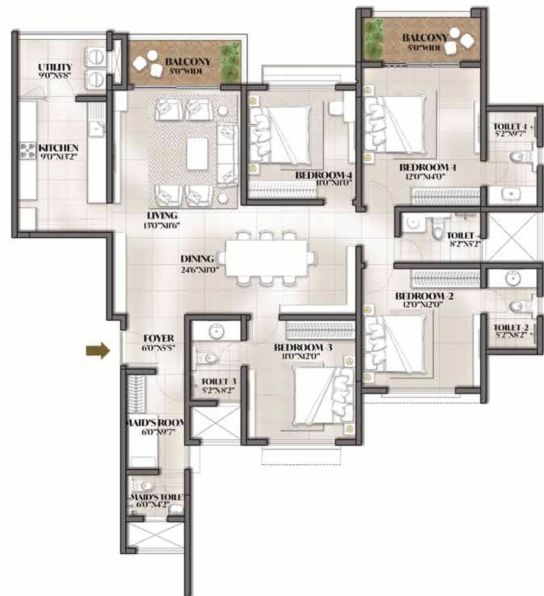 BALCONY
5'0"WIDE
UTILITY
9'0"X5'8"
BALCONY
5'0"WIDE
KITCHEN
9'0"X13'2"
TOILET-1
5'2"X9'7"
BEDROOM-4
11'0"X11'0"
BEDROOM-1
12'0"X14'0"
LIVING
13'0"X11'6"
TOILET
8'2"X5'2"
DINING
24'6"X11'0"
BEDROOM-2
12'0"X12'0"
TOILET-2
5'2"X8'2"
FOYER
6'0"X5'5"
BEDROOM-3
11'0"X12'0"
TOILET-3
5'2"X8'2"
MAID'S ROOM
6'0"X9'7"
MAID'S TOILET
6'0"X4'2"